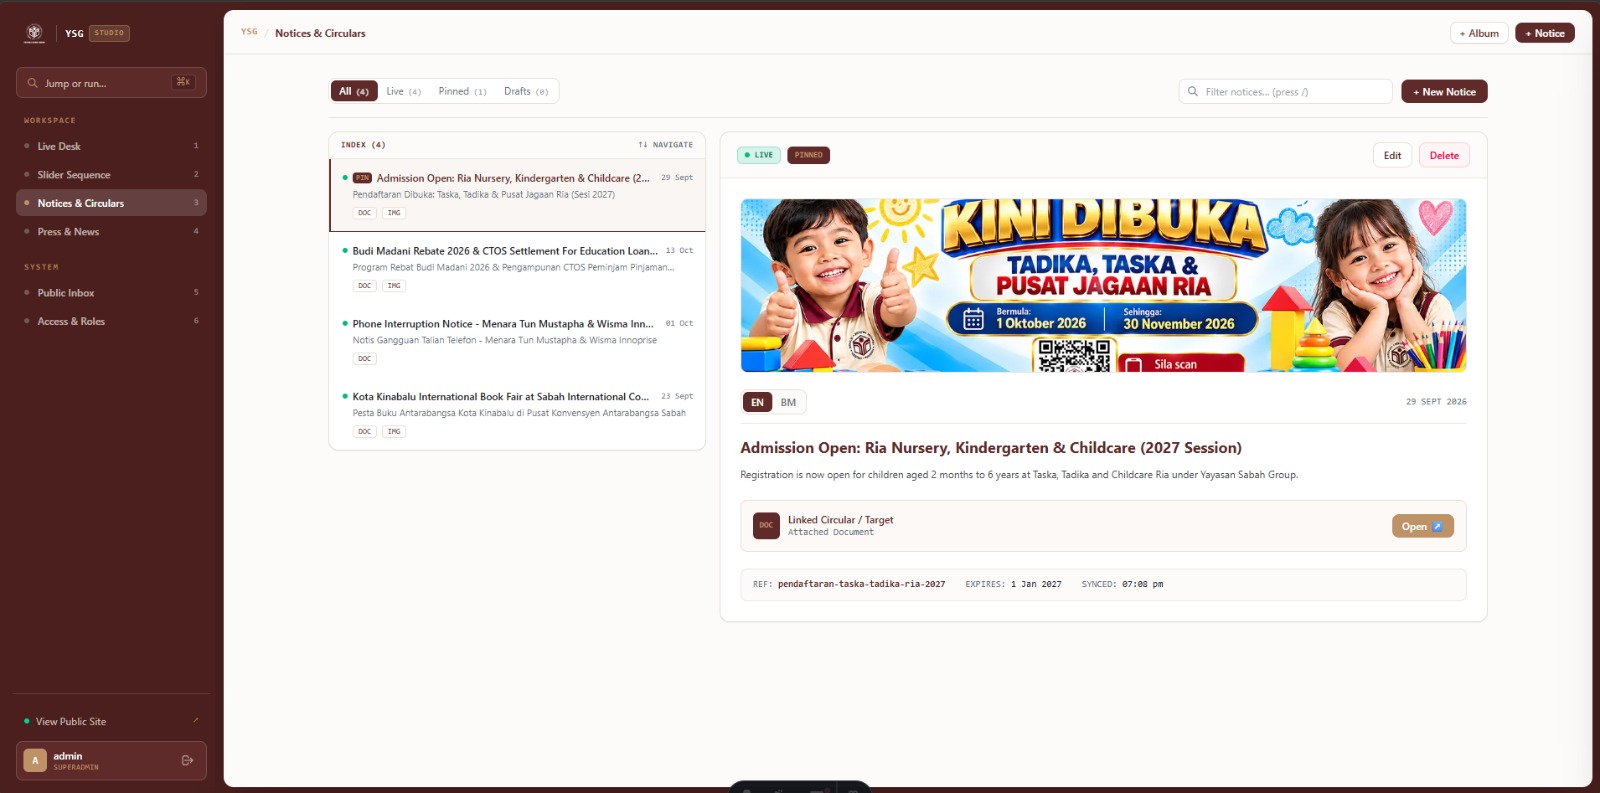 YSG STUDIO
Jump or run... ⌘K
WORKSPACE
Live Desk 1
Slider Sequence 2
Notices & Circulars 3
Press & News 4
SYSTEM
Public Inbox 5
Access & Roles 6
View Public Site
A
admin
SUPERADMIN
YSG / Notices & Circulars
+ Album
+ Notice
All (4) Live (4) Pinned (1) Drafts (0)
Filter notices... (press /)
+ New Notice
INDEX (4) ↑↓ NAVIGATE
PIN Admission Open: Ria Nursery, Kindergarten & Childcare (2... 29 Sept
Pendaftaran Dibuka: Taska, Tadika & Pusat Jagaan Ria (Sesi 2027)
DOC IMG
Budi Madani Rebate 2026 & CTOS Settlement For Education Loan... 13 Oct
Program Rebat Budi Madani 2026 & Pengampunan CTOS Peminjam Pinjaman...
DOC IMG
Phone Interruption Notice - Menara Tun Mustapha & Wisma Inn... 01 Oct
Notis Gangguan Talian Telefon - Menara Tun Mustapha & Wisma Innoprise
DOC
Kota Kinabalu International Book Fair at Sabah International Co... 23 Sept
Pesta Buku Antarabangsa Kota Kinabalu di Pusat Konvensyen Antarabangsa Sabah
DOC IMG
LIVE PINNED
Edit Delete
KINI DIBUKA
TADIKA, TASKA &
PUSAT JAGAAN RIA
Bermula: Sehingga:
1 Oktober 2026 30 November 2026
Sila scan
EN BM
29 SEPT 2026
Admission Open: Ria Nursery, Kindergarten & Childcare (2027 Session)
Registration is now open for children aged 2 months to 6 years at Taska, Tadika and Childcare Ria under Yayasan Sabah Group.
DOC
Linked Circular / Target
Attached Document
Open ↗
REF: pendaftaran-taska-tadika-ria-2027 EXPIRES: 1 Jan 2027 SYNCED: 07:08 pm